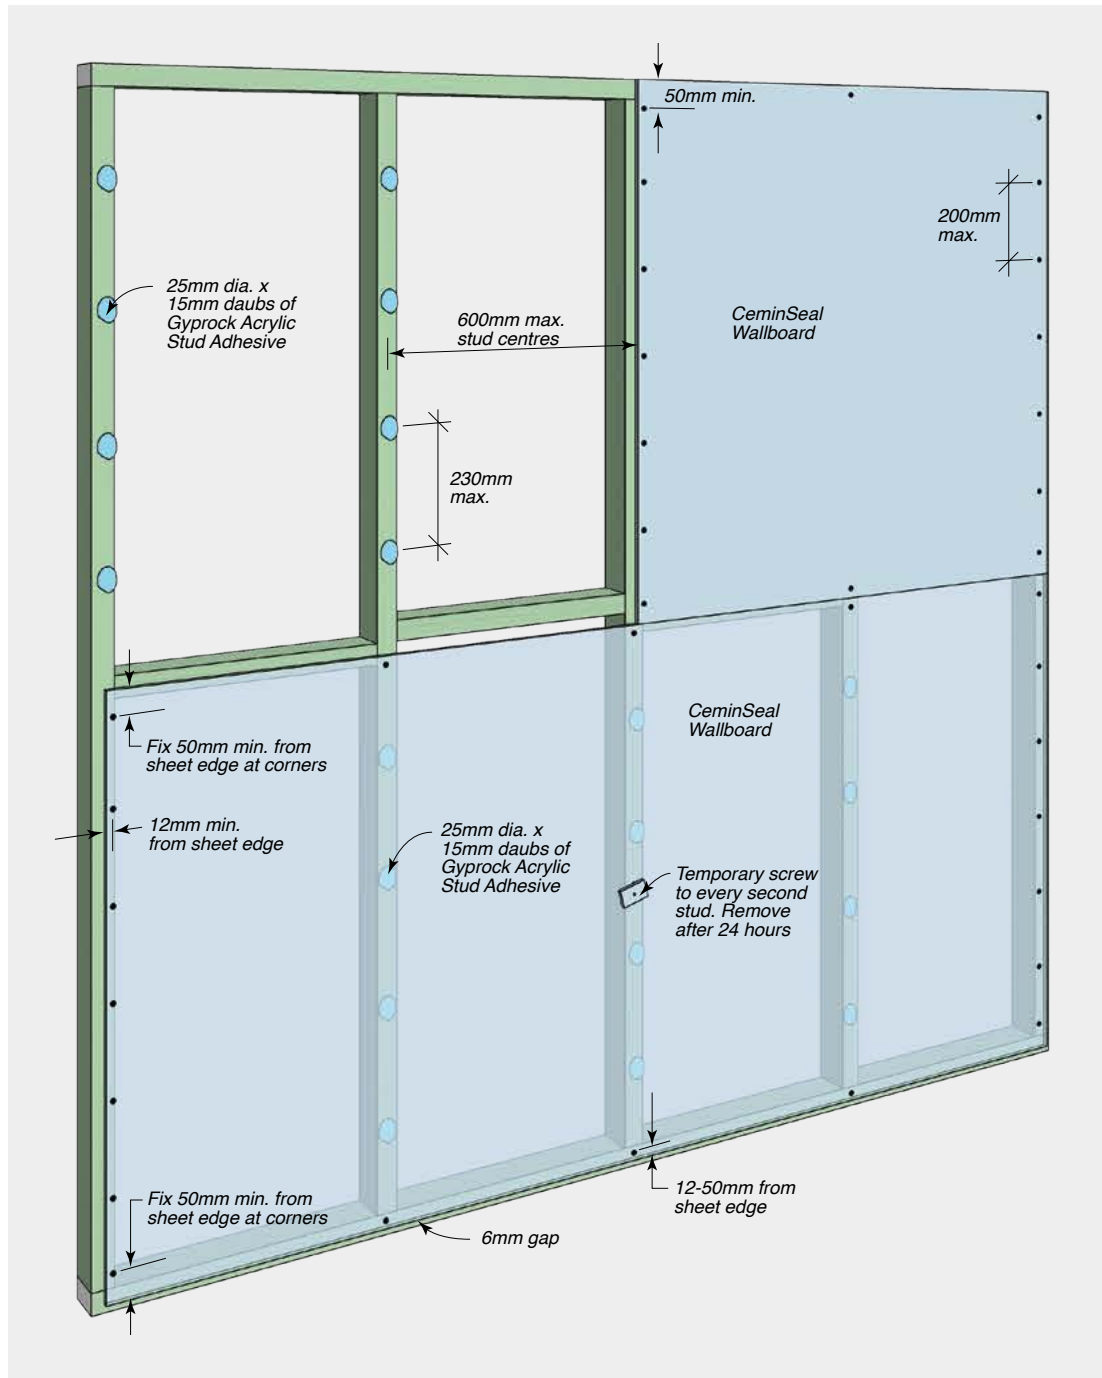 50mm min.
200mm
max.
25mm dia. x
15mm daubs of
Gyprock Acrylic
Stud Adhesive
600mm max.
stud centres
CeminSeal
Wallboard
230mm
max.
CeminSeal
Wallboard
Fix 50mm min. from
sheet edge at corners
12mm min.
from sheet edge
25mm dia. x
15mm daubs of
Gyprock Acrylic
Stud Adhesive
Temporary screw
to every second
stud. Remove
after 24 hours
Fix 50mm min. from
sheet edge at corners
12-50mm from
sheet edge
6mm gap